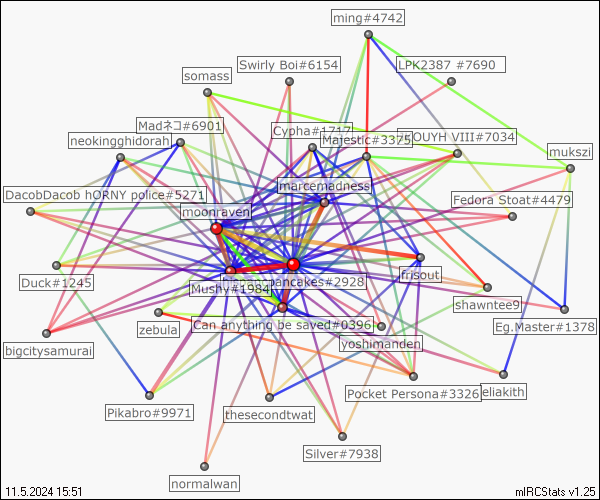 ming#4742
Swirly Boi#6154
LPK2387 #7690
somass
Madネコ#6901
Cypha#1717
Majestic#3375
OUYH VIII#7034
neokingghidorah
mukszi
marcemadness
DacobDacob hORNY police#5271
Fedora Stoat#4479
moonraven
frisout
Duck#1245
pancakes#2928
Mushy#1984
shawntee9
Can anything be saved#0396
Eg.Master#1378
zebula
yoshimanden
bigcitysamurai
Pocket Persona#3326
eliakith
Pikabro#9971
thesecondtwat
Silver#7938
normalwan
11.5.2024 15:51
mIRCStats v1.25